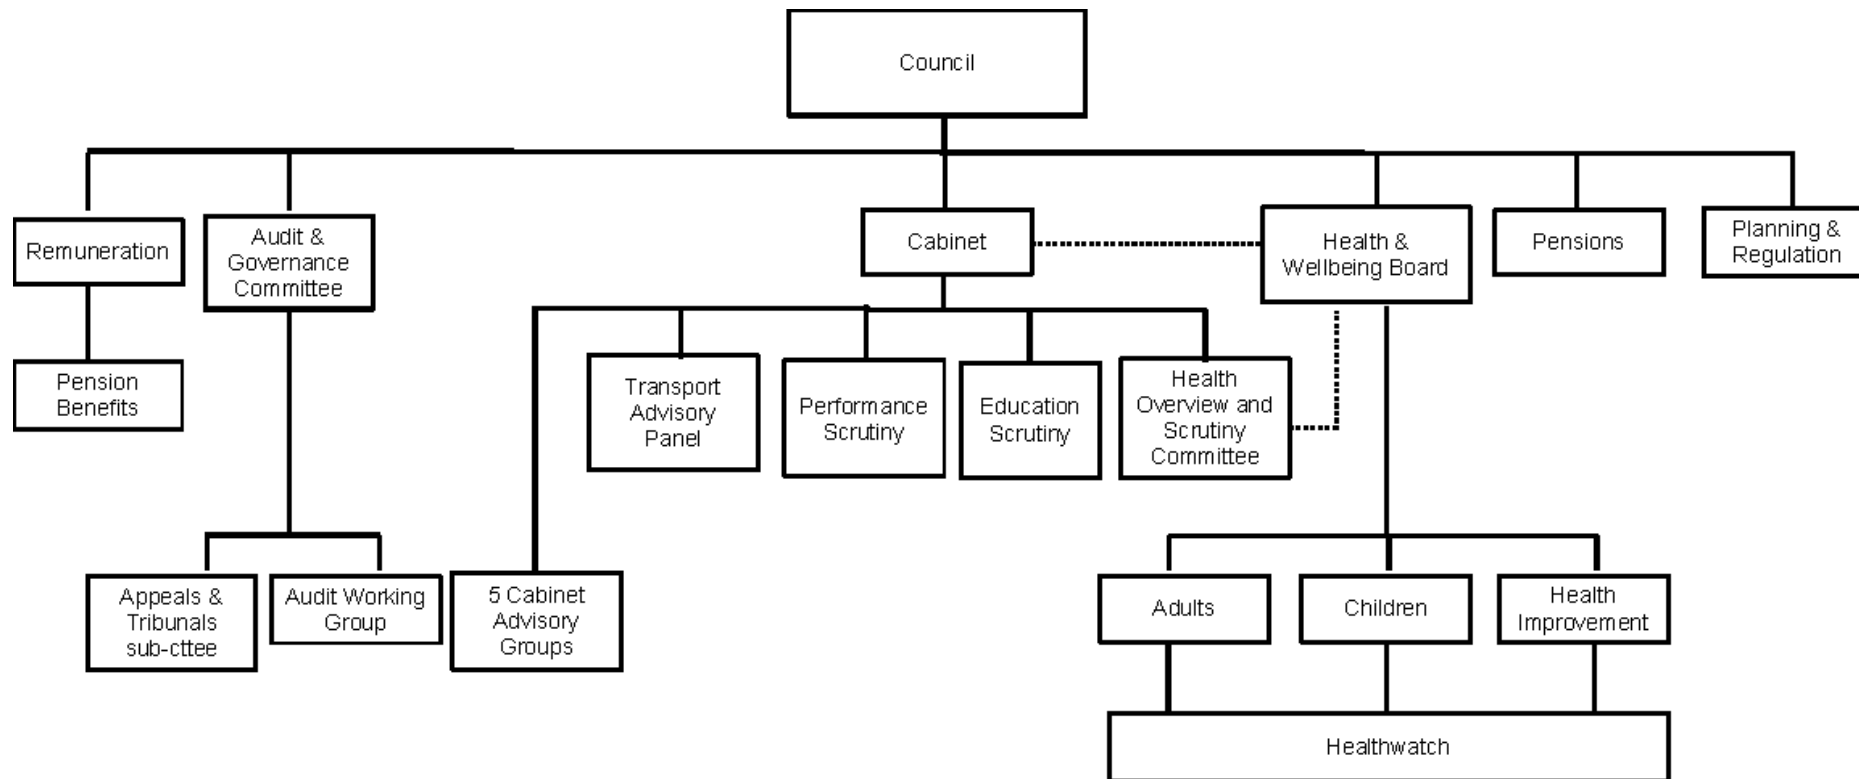 Council
Remuneration
Audit &
Governance
Committee
Cabinet
Health &
Wellbeing Board
Pensions
Planning &
Regulation
Pension
Benefits
Transport
Advisory
Panel
Performance
Scrutiny
Education
Scrutiny
Health
Overview and
Scrutiny
Committee
Appeals &
Tribunals
sub-cttee
Audit Working
Group
5 Cabinet
Advisory
Groups
Adults
Children
Health
Improvement
Healthwatch